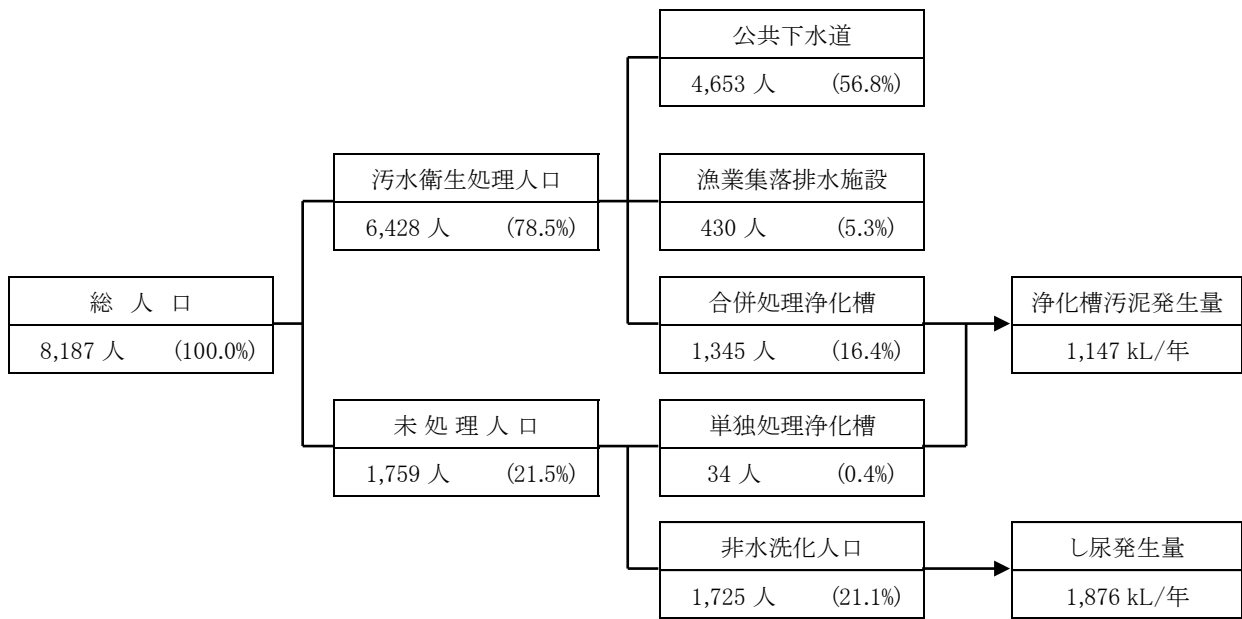 公共下水道
4,653 人 (56.8%)
汚水衛生処理人口
6,428 人 (78.5%)
漁業集落排水施設
430 人 (5.3%)
総 人 口
8,187 人 (100.0%)
合併処理浄化槽
1,345 人 (16.4%)
浄化槽汚泥発生量
1,147 kL/年
未 処 理 人 口
1,759 人 (21.5%)
単独処理浄化槽
34 人 (0.4%)
非水洗化人口
1,725 人 (21.1%)
し尿発生量
1,876 kL/年